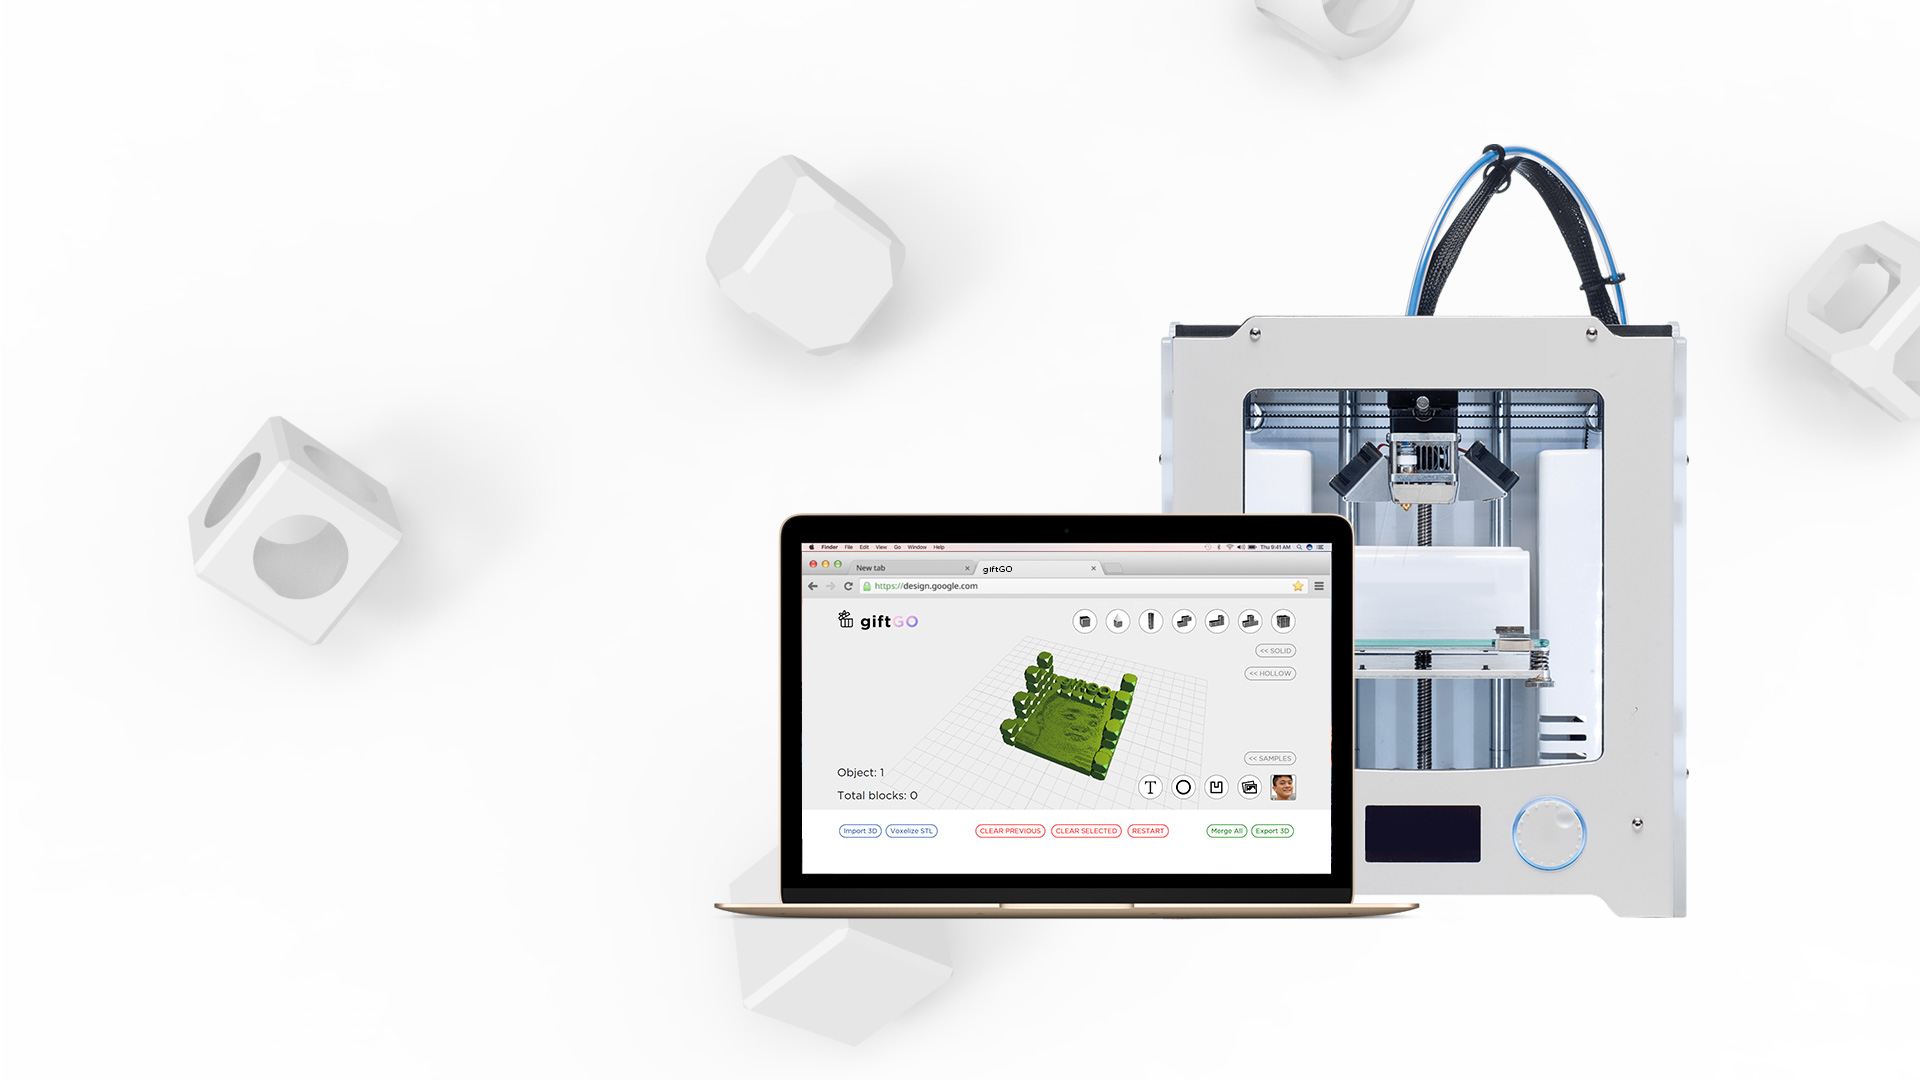 Finder File Edit View Go Window Help Thu 9:41 AM
New tab giftGO
https://design.google.com
giftGO
<< SOLID
<< HOLLOW
<< SAMPLES
Object: 1
Total blocks: 0
T
Import 3D Voxelize STL CLEAR PREVIOUS CLEAR SELECTED RESTART Merge All Export 3D